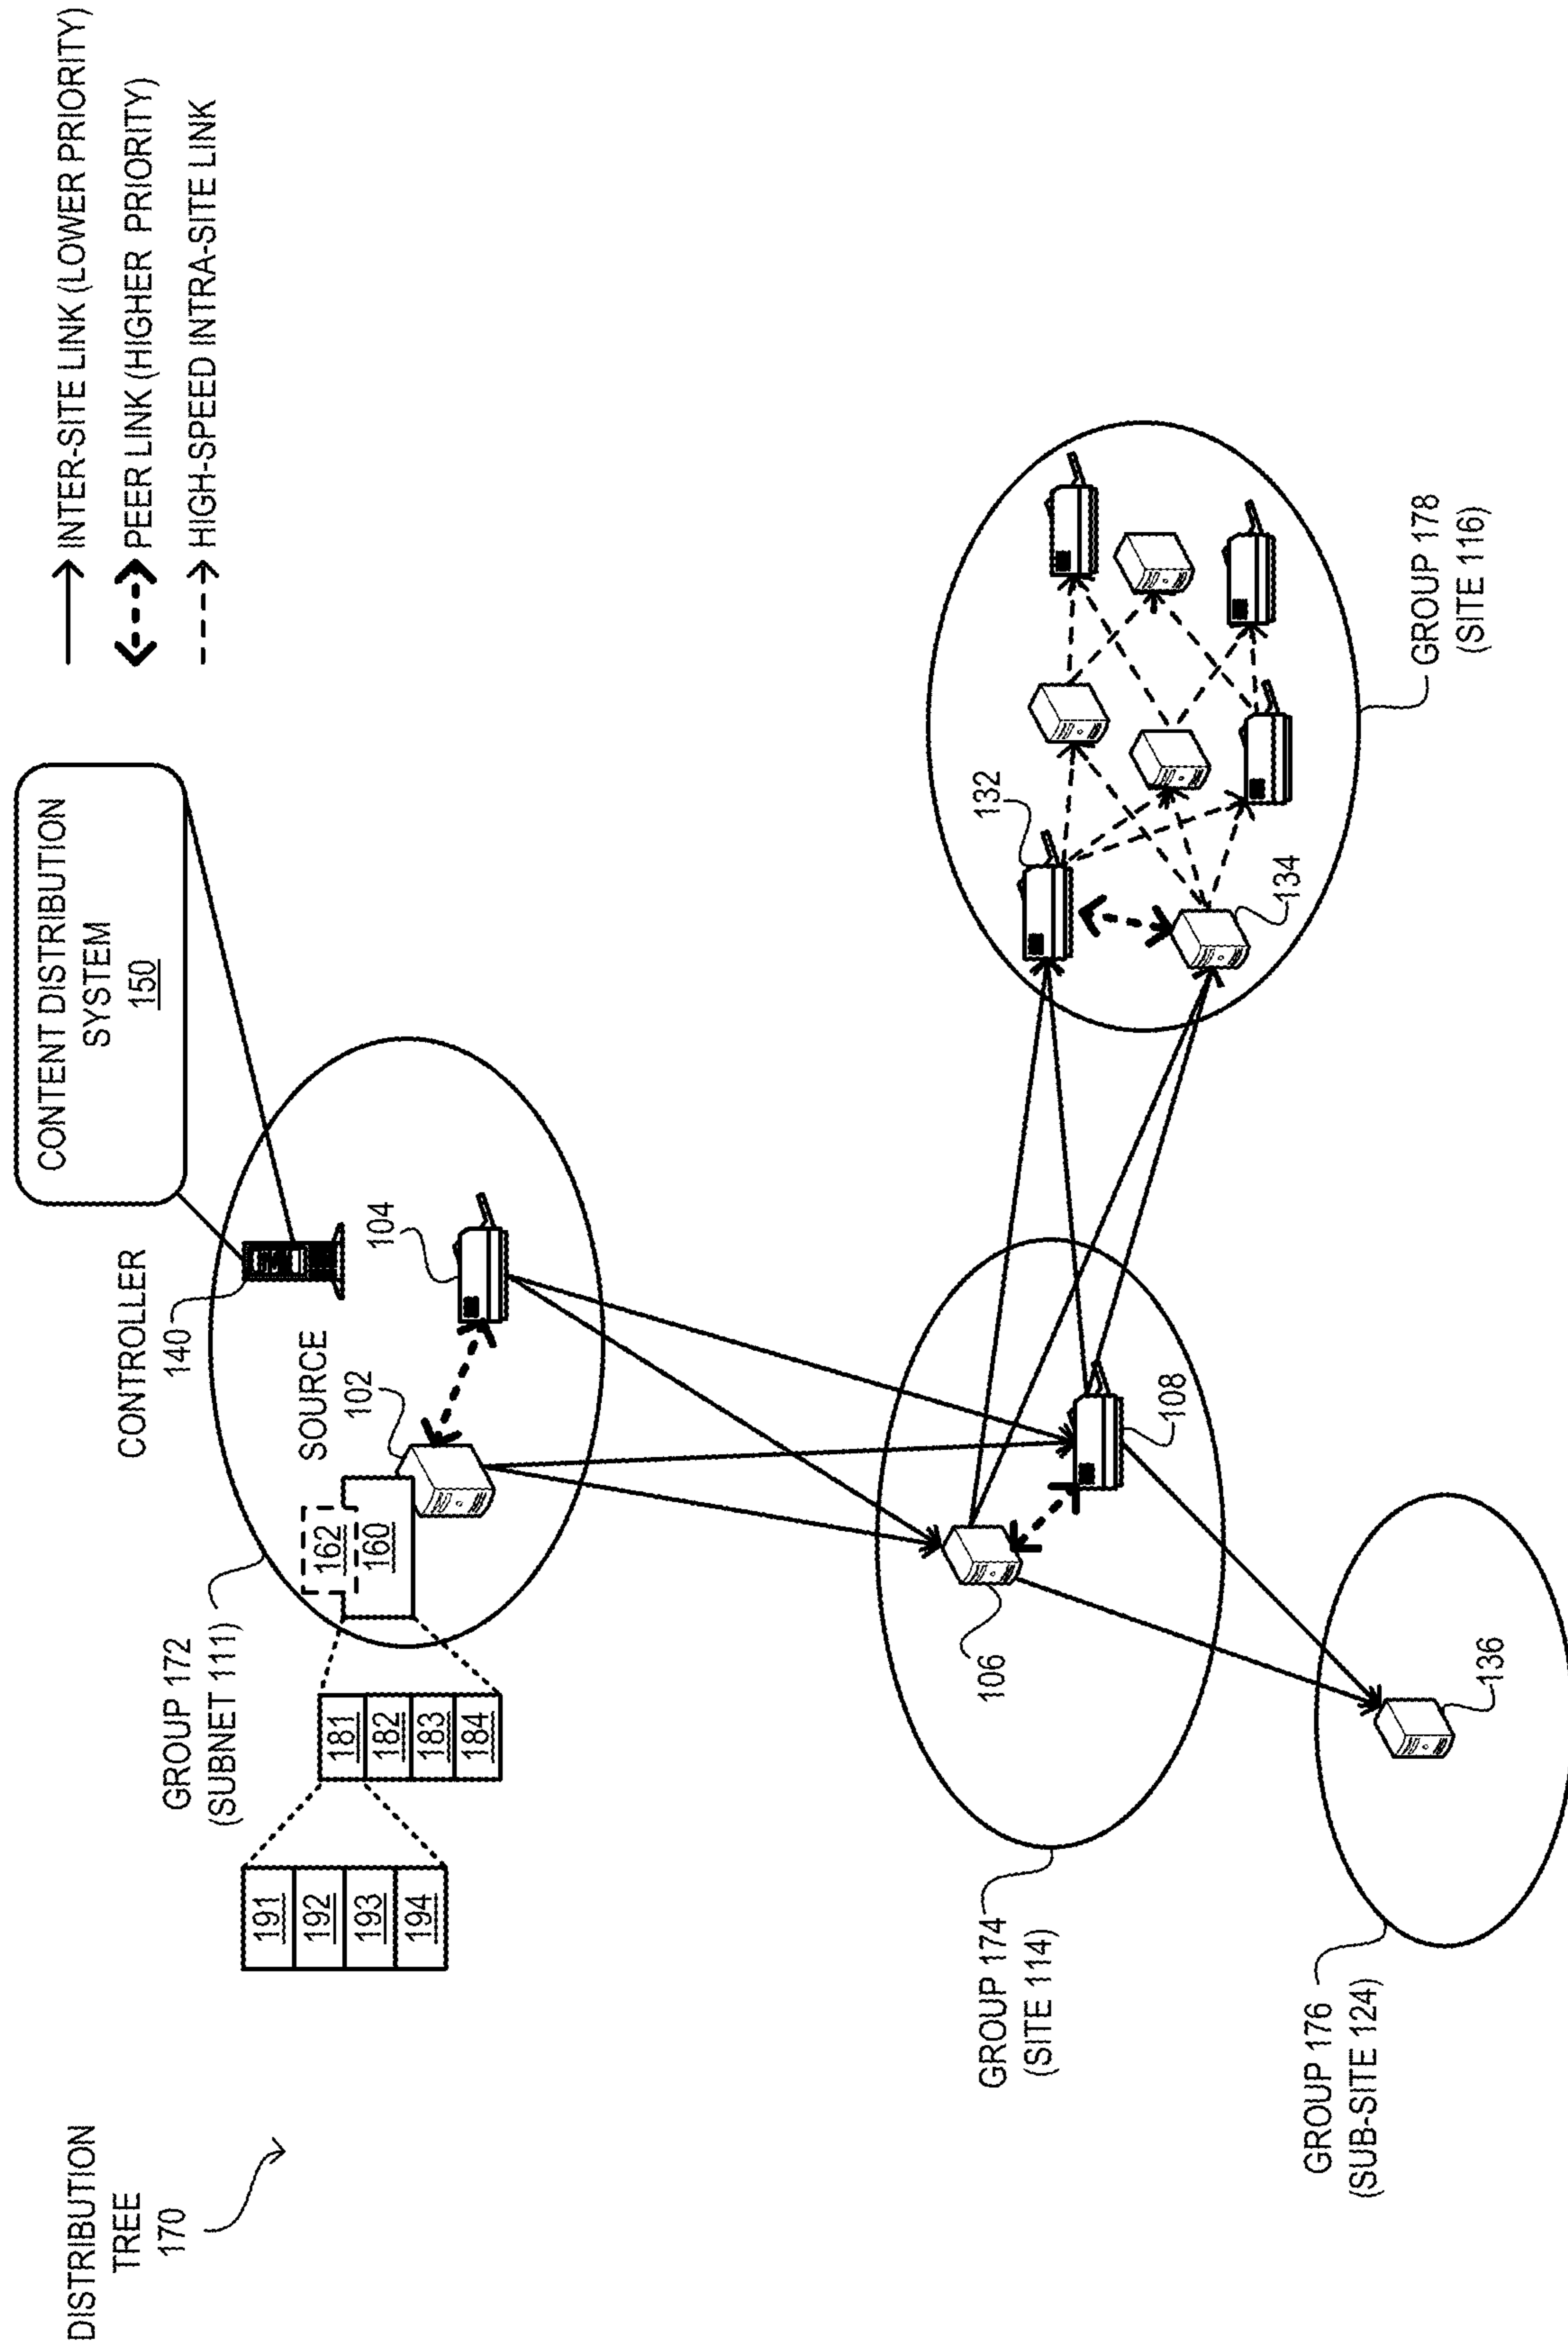 DISTRIBUTION
TREE
170
CONTENT DISTRIBUTION
SYSTEM
150
INTER-SITE LINK (LOWER PRIORITY)
PEER LINK (HIGHER PRIORITY)
HIGH-SPEED INTRA-SITE LINK
CONTROLLER
140
GROUP 172
(SUBNET 111)
SOURCE
102
104
162
160
181
182
183
184
191
192
193
194
GROUP 174
(SITE 114)
106
108
132
134
GROUP 178
(SITE 116)
GROUP 176
(SUB-SITE 124)
136